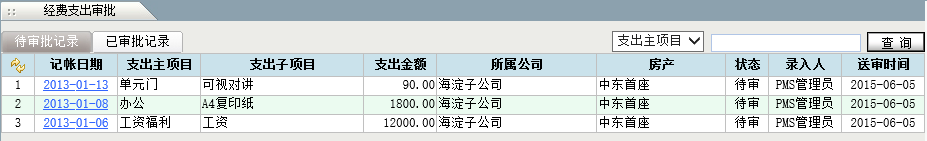 经费支出审批
待审批记录 已审批记录 支出主项目 查 询
记帐日期 支出主项目 支出子项目 支出金额 所属公司 房产 状态 录入人 送审时间
1 2013-01-13 单元门 可视对讲 90.00 海淀子公司 中东首座 待审 PMS管理员 2015-06-05
2 2013-01-08 办公 A4复印纸 1800.00 海淀子公司 中东首座 待审 PMS管理员 2015-06-05
3 2013-01-06 工资福利 工资 12000.00 海淀子公司 中东首座 待审 PMS管理员 2015-06-05